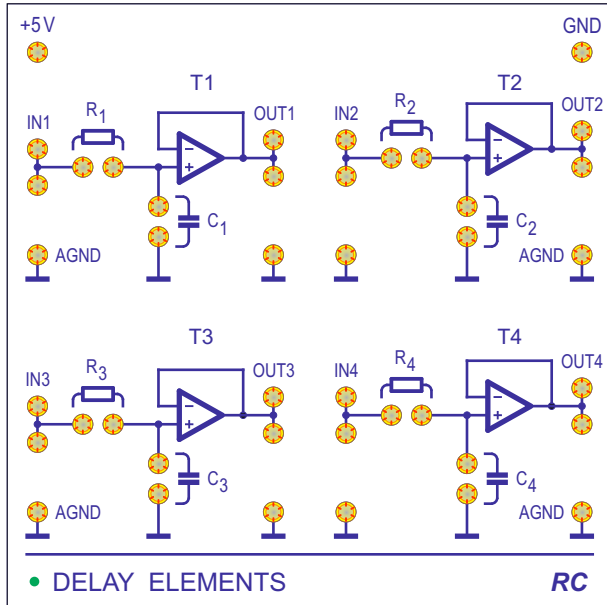 +5V GND
T1 T2
R1 R2
IN1 OUT1 IN2 OUT2
− −
+ +
C1 C2
AGND AGND
T3 T4
R3 R4
IN3 OUT3 IN4 OUT4
− −
+ +
C3 C4
AGND AGND
• DELAY ELEMENTS RC